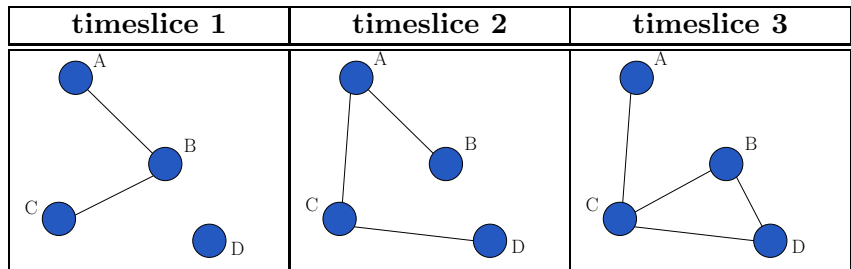 timeslice 1 timeslice 2 timeslice 3
A A A
B B B
C C C
D D D